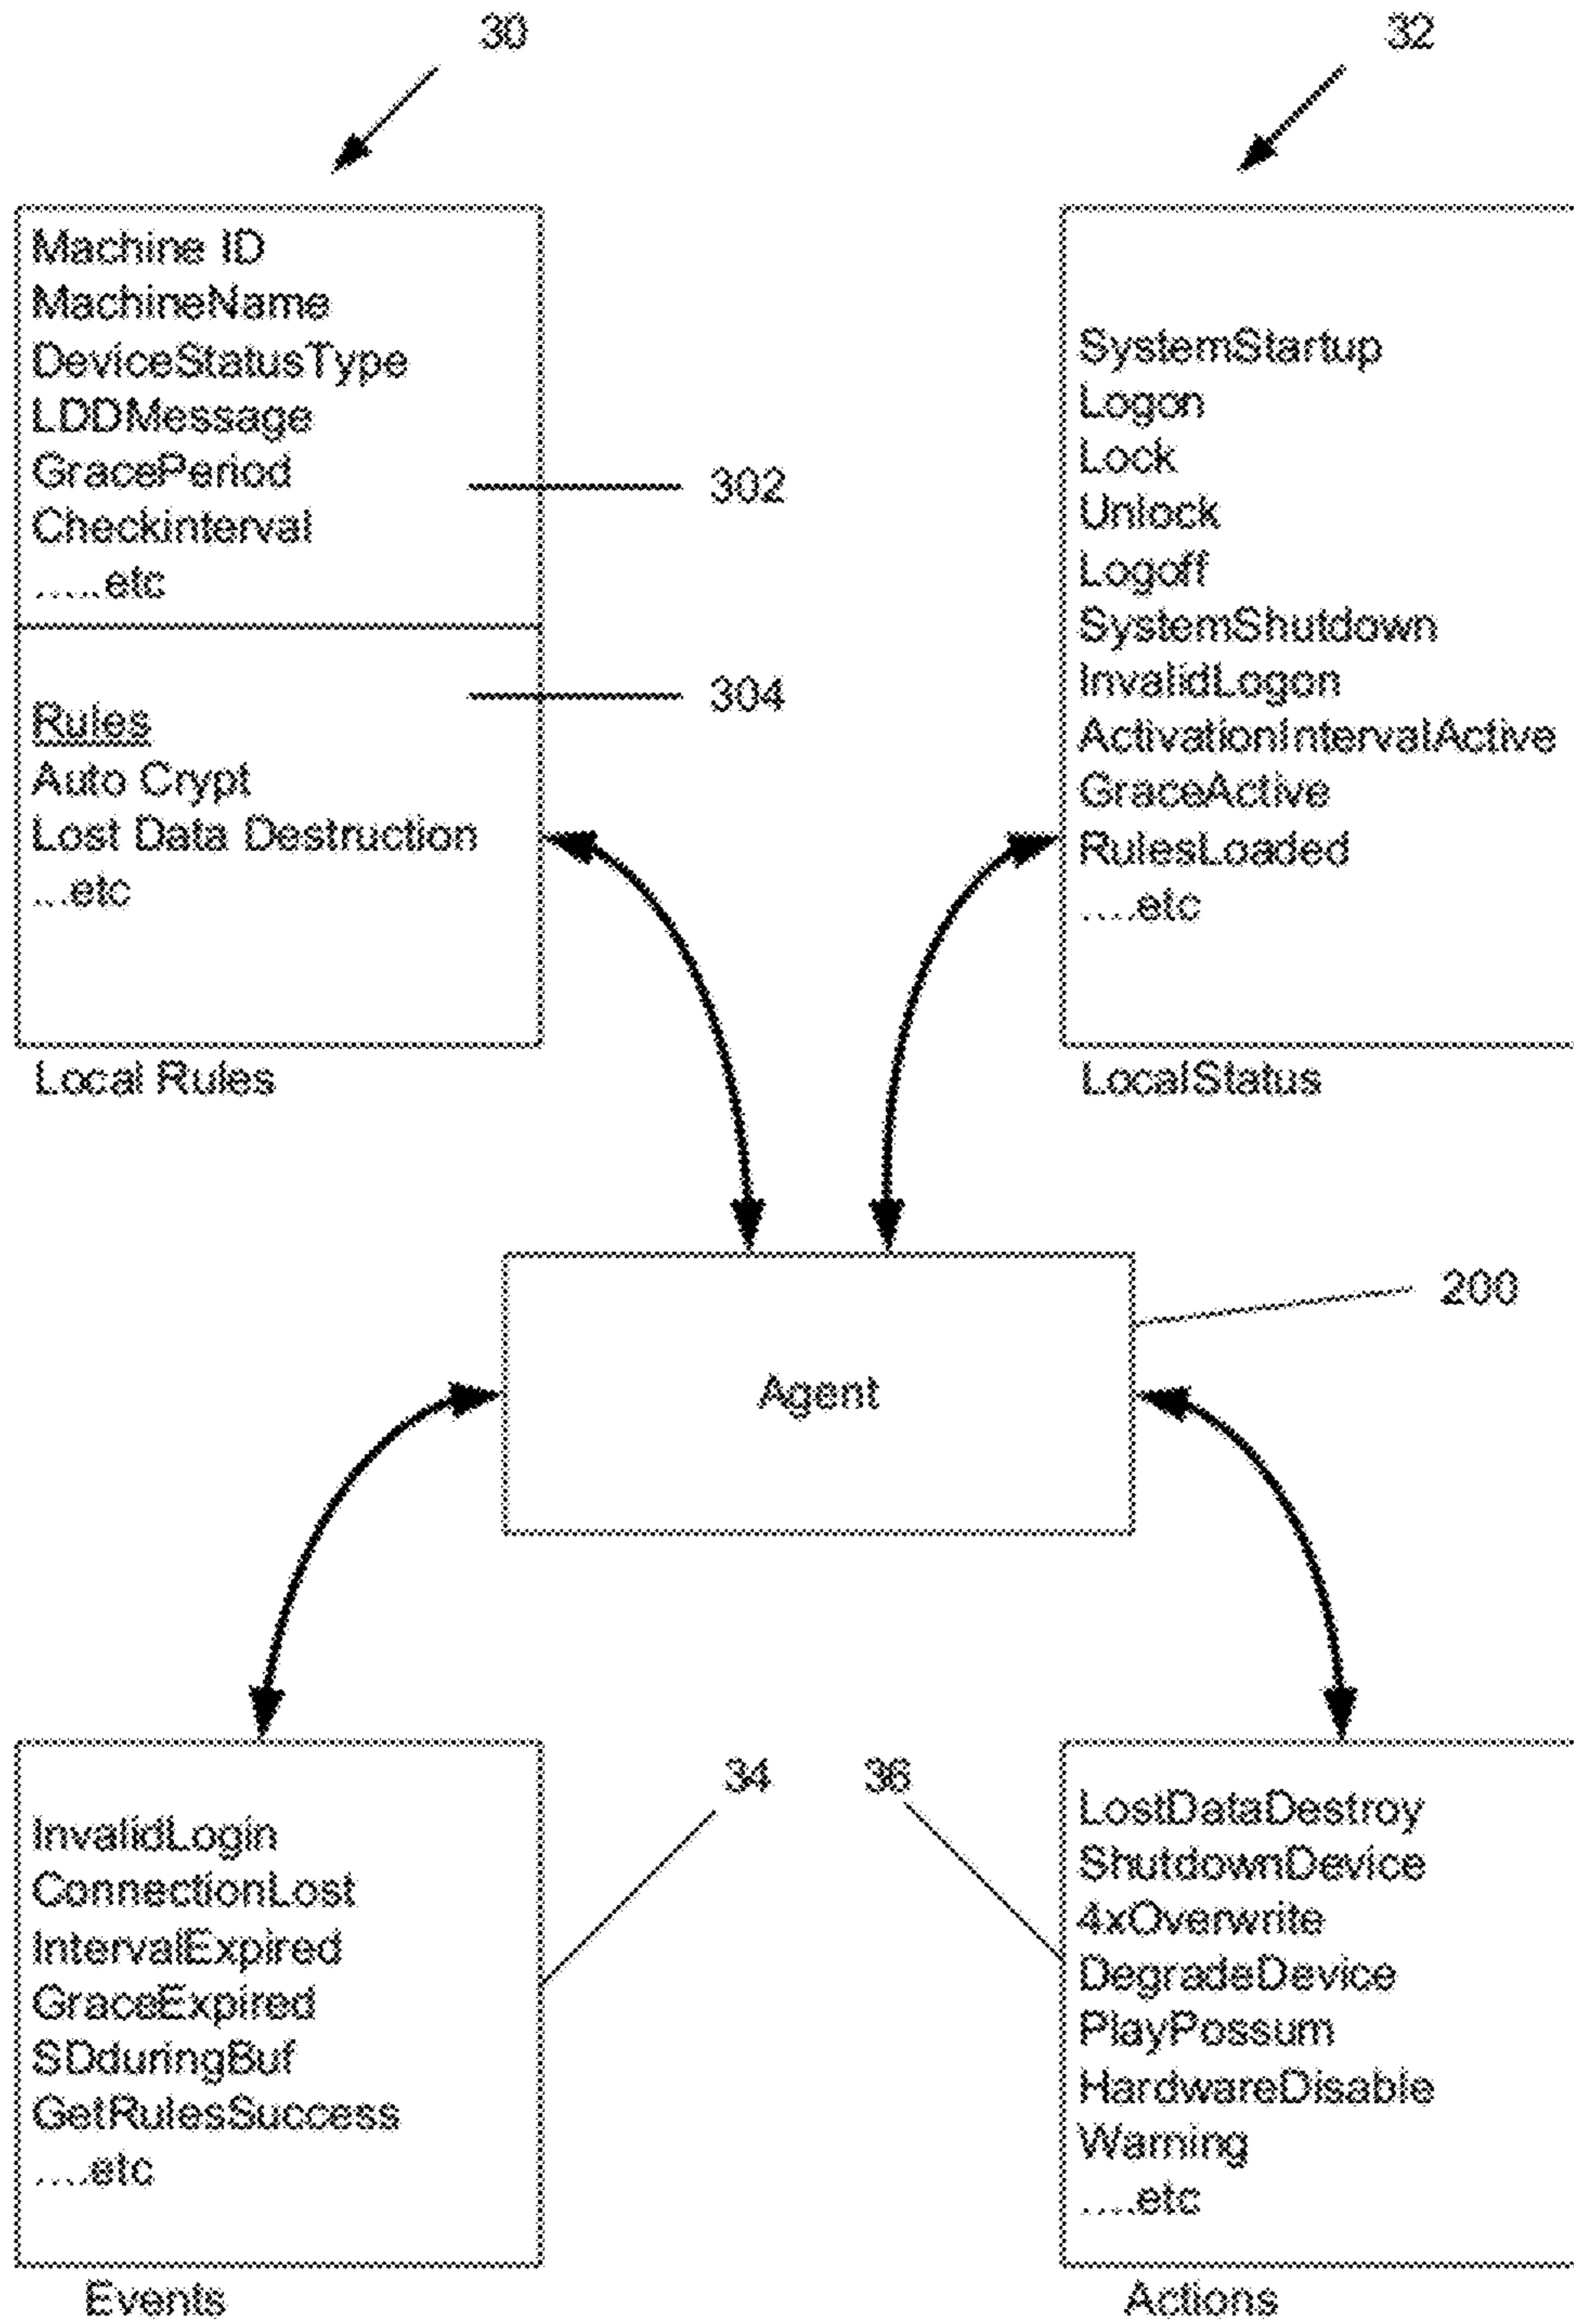 30
32
Machine ID
MachineName
DeviceStatusType
LDDMessage
GracePeriod
Checkinterval
.....etc
302
304
Rules
Auto Crypt
Lost Data Destruction
...etc
Local Rules
SystemStartup
Logon
Lock
Unlock
Logoff
SystemShutdown
InvalidLogon
ActivationIntervalActive
GraceActive
RulesLoaded
....etc
LocalStatus
Agent
200
InvalidLogin
ConnectionLost
IntervalExpired
GraceExpired
SDduringBuf
GetRulesSuccess
....etc
Events
34
36
LostDataDestroy
ShutdownDevice
4xOverwrite
DegradeDevice
PlayPossum
HardwareDisable
Warning
....etc
Actions